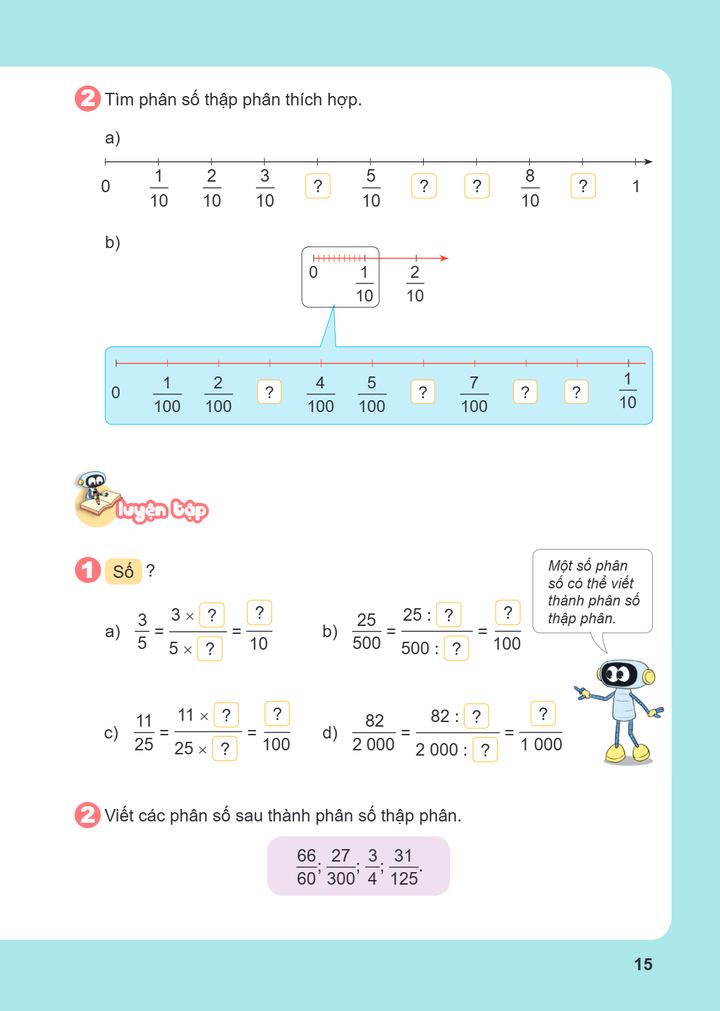 2 Tìm phân số thập phân thích hợp.
a)
0 1/10 2/10 3/10 ? 5/10 ? ? 8/10 ? 1
b)
0 1/10 2/10
0 1/100 2/100 ? 4/100 5/100 ? 7/100 ? ? 1/10
luyện tập
1 Số ?
Một số phân
số có thể viết
thành phân số
thập phân.
a) 3/5 = 3 × ?/5 × ? = ?/10
b) 25/500 = 25 : ?/500 : ? = ?/100
c) 11/25 = 11 × ?/25 × ? = ?/100
d) 82/2 000 = 82 : ?/2 000 : ? = ?/1 000
2 Viết các phân số sau thành phân số thập phân.
66/60; 27/300; 3/4; 31/125.
15